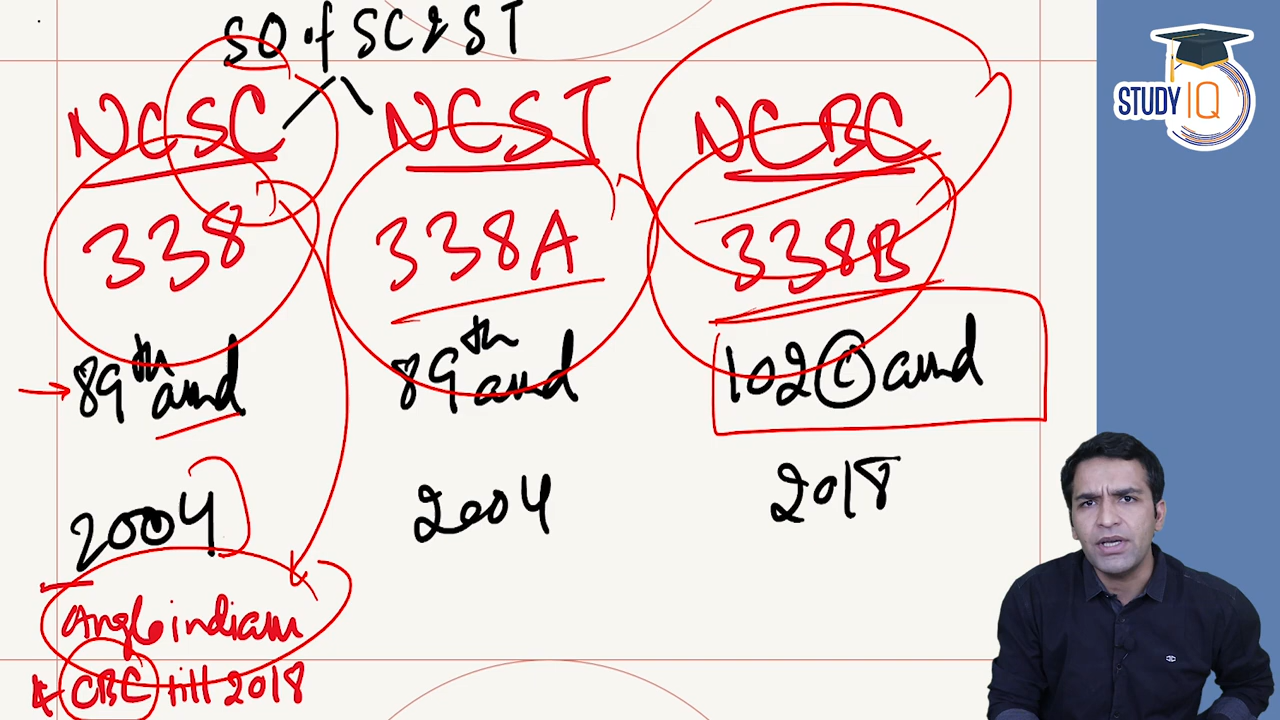 SO of SC & ST
NCSC NCST NCBC
338 338A 338B
89th amd 89th amd 102 C amd
2004 2004 2018
Anglo indian
& OBC till 2018
STUDY IQ